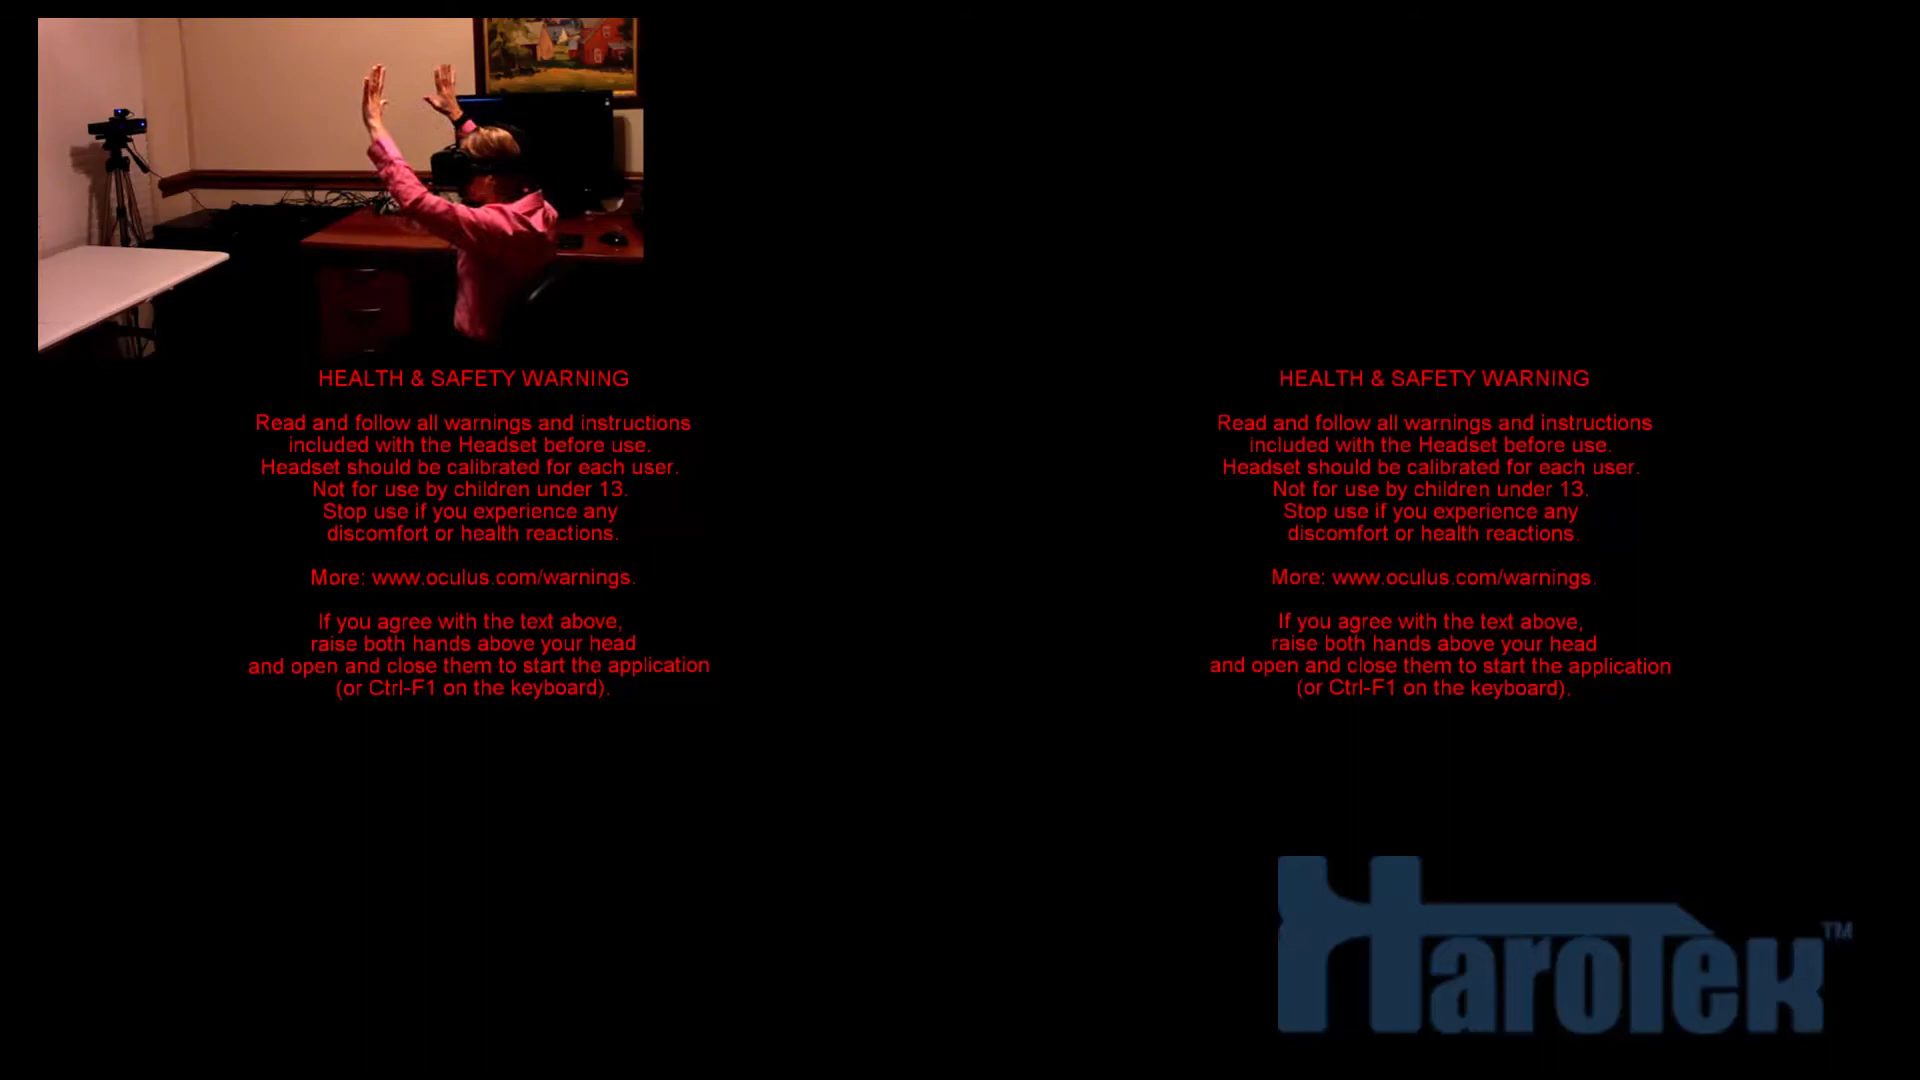 HEALTH & SAFETY WARNING
Read and follow all warnings and instructions
included with the Headset before use.
Headset should be calibrated for each user.
Not for use by children under 13.
Stop use if you experience any
discomfort or health reactions.
More: www.oculus.com/warnings.
If you agree with the text above,
raise both hands above your head
and open and close them to start the application
(or Ctrl-F1 on the keyboard).
HEALTH & SAFETY WARNING
Read and follow all warnings and instructions
included with the Headset before use.
Headset should be calibrated for each user.
Not for use by children under 13.
Stop use if you experience any
discomfort or health reactions.
More: www.oculus.com/warnings.
If you agree with the text above,
raise both hands above your head
and open and close them to start the application
(or Ctrl-F1 on the keyboard).
HaroTek™